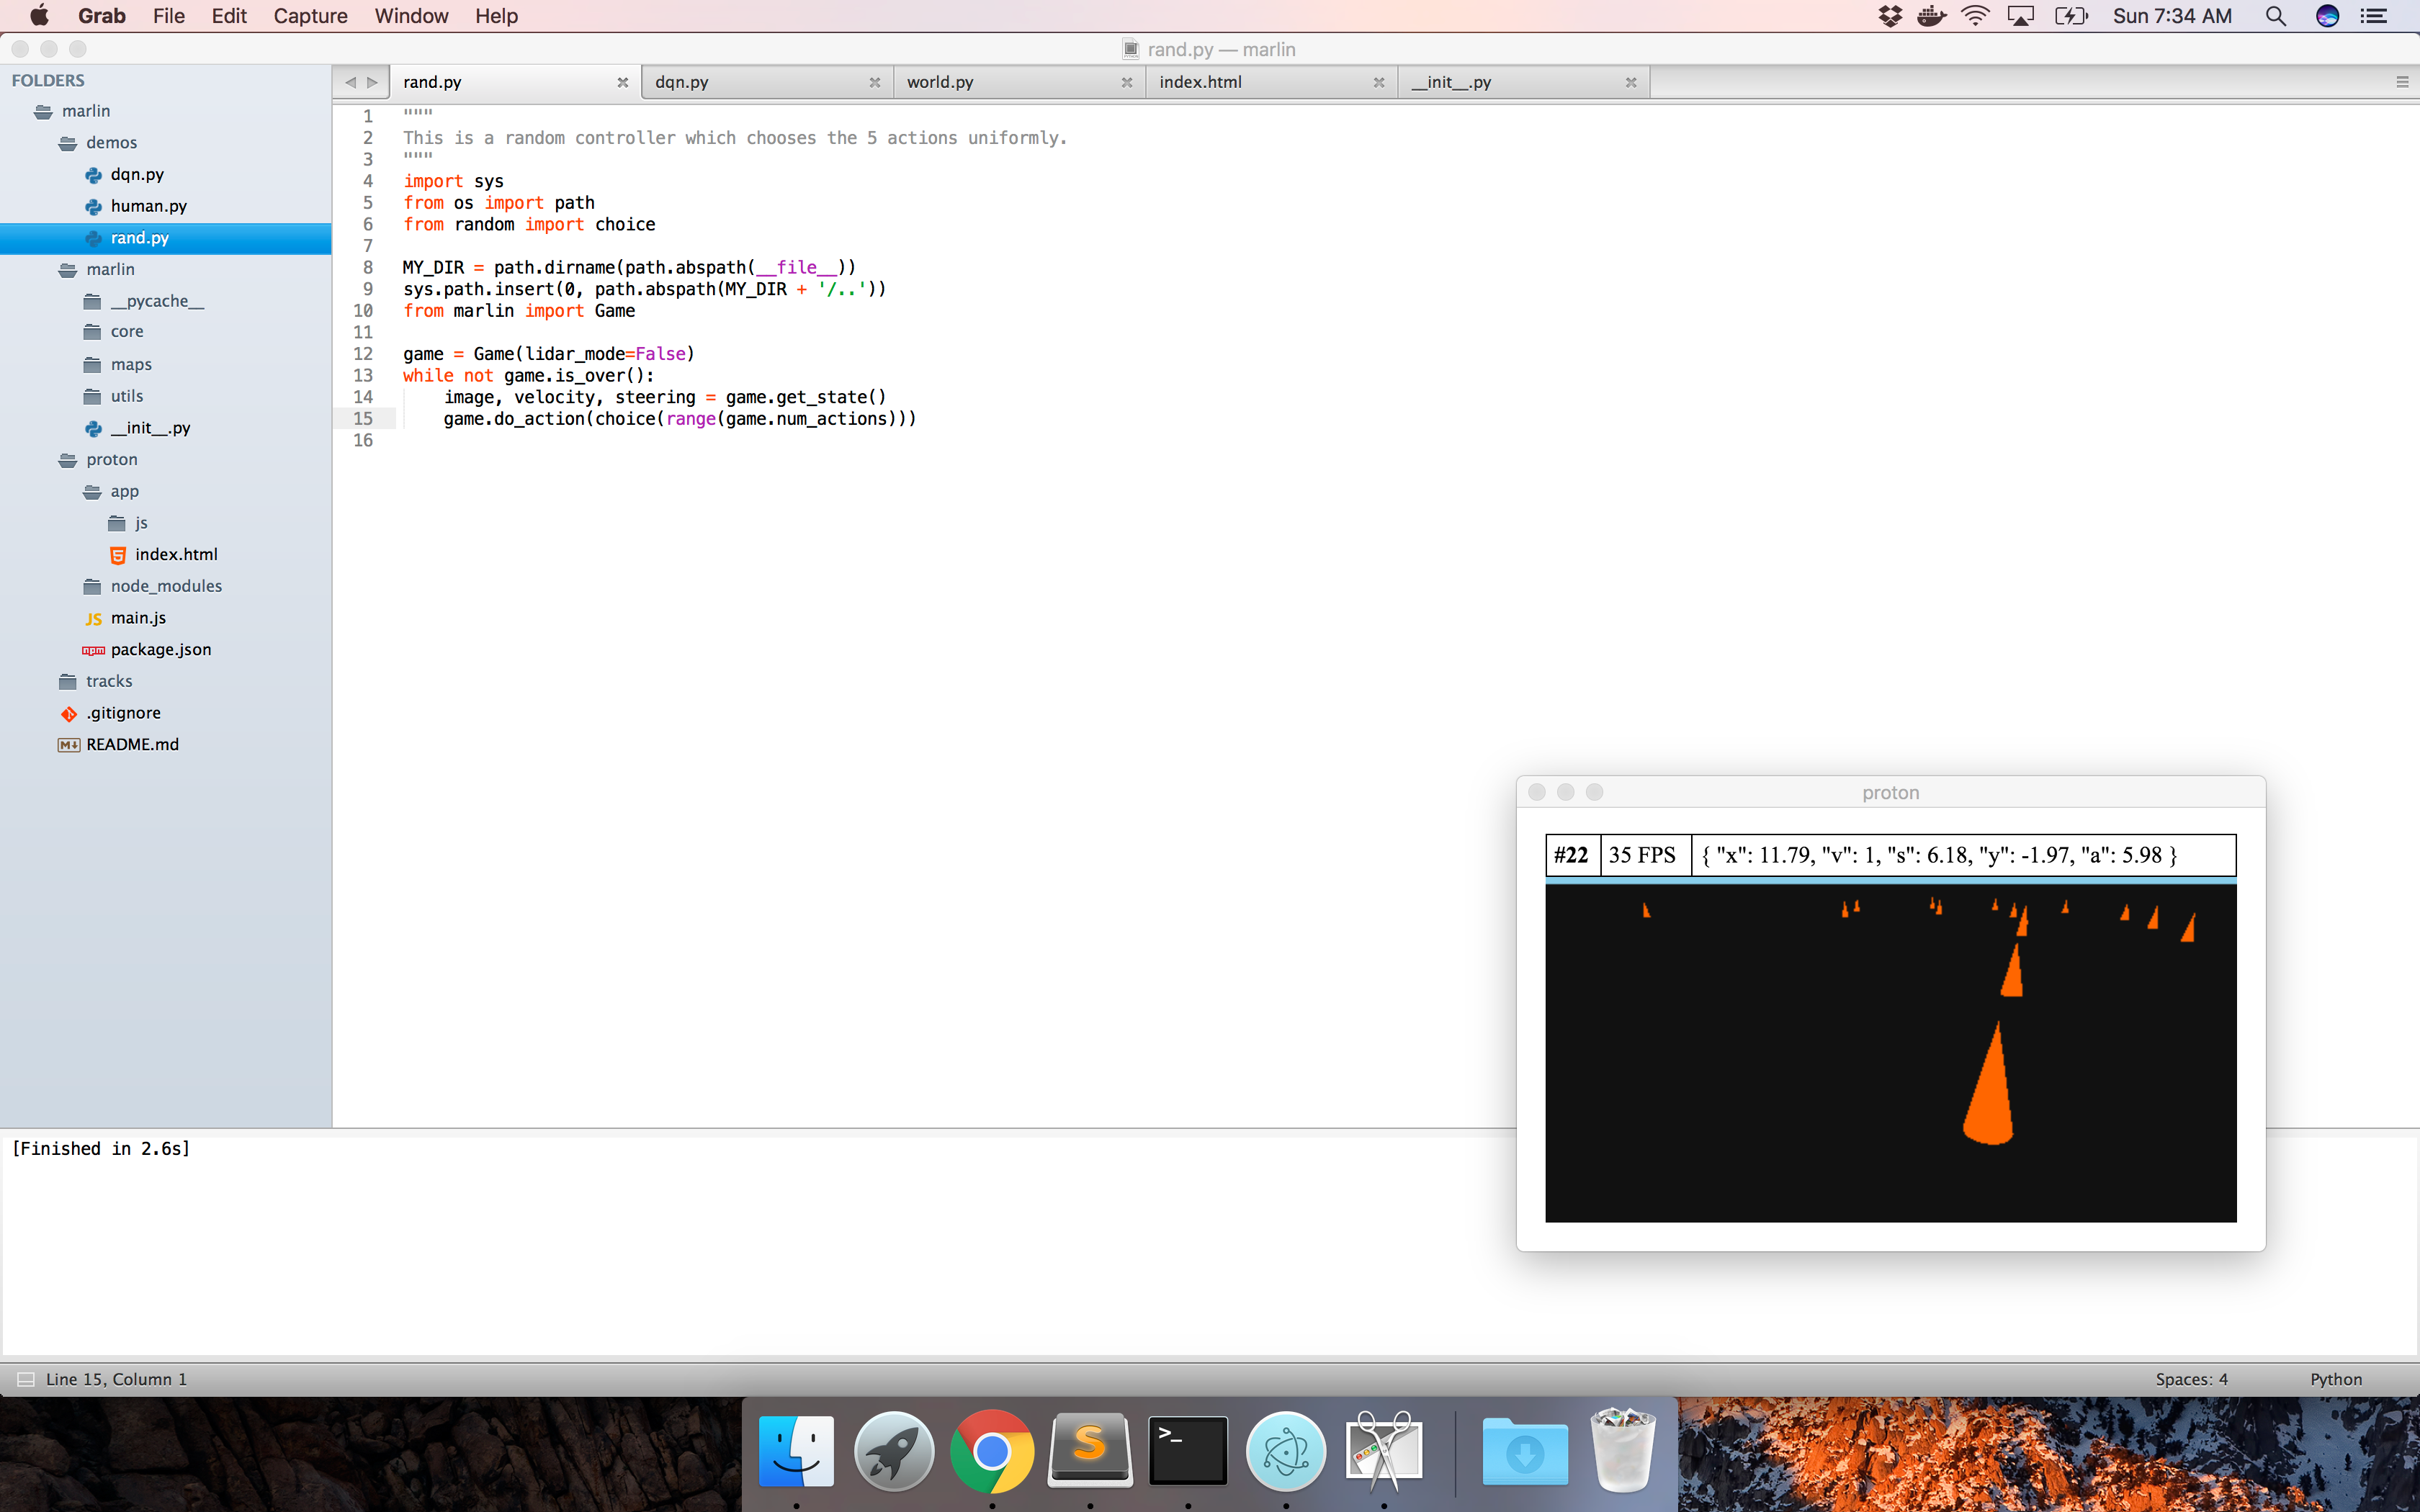 Grab File Edit Capture Window Help Sun 7:34 AM
rand.py — marlin
FOLDERS
marlin
demos
dqn.py
human.py
rand.py
marlin
__pycache__
core
maps
utils
__init__.py
proton
app
js
index.html
node_modules
JS main.js
package.json
tracks
.gitignore
README.md
rand.py dqn.py world.py index.html __init__.py
1 """
2 This is a random controller which chooses the 5 actions uniformly.
3 """
4 import sys
5 from os import path
6 from random import choice
7
8 MY_DIR = path.dirname(path.abspath(__file__))
9 sys.path.insert(0, path.abspath(MY_DIR + '/..'))
10 from marlin import Game
11
12 game = Game(lidar_mode=False)
13 while not game.is_over():
14     image, velocity, steering = game.get_state()
15     game.do_action(choice(range(game.num_actions)))
16
proton
#22 35 FPS { "x": 11.79, "v": 1, "s": 6.18, "y": -1.97, "a": 5.98 }
[Finished in 2.6s]
Line 15, Column 1 Spaces: 4 Python